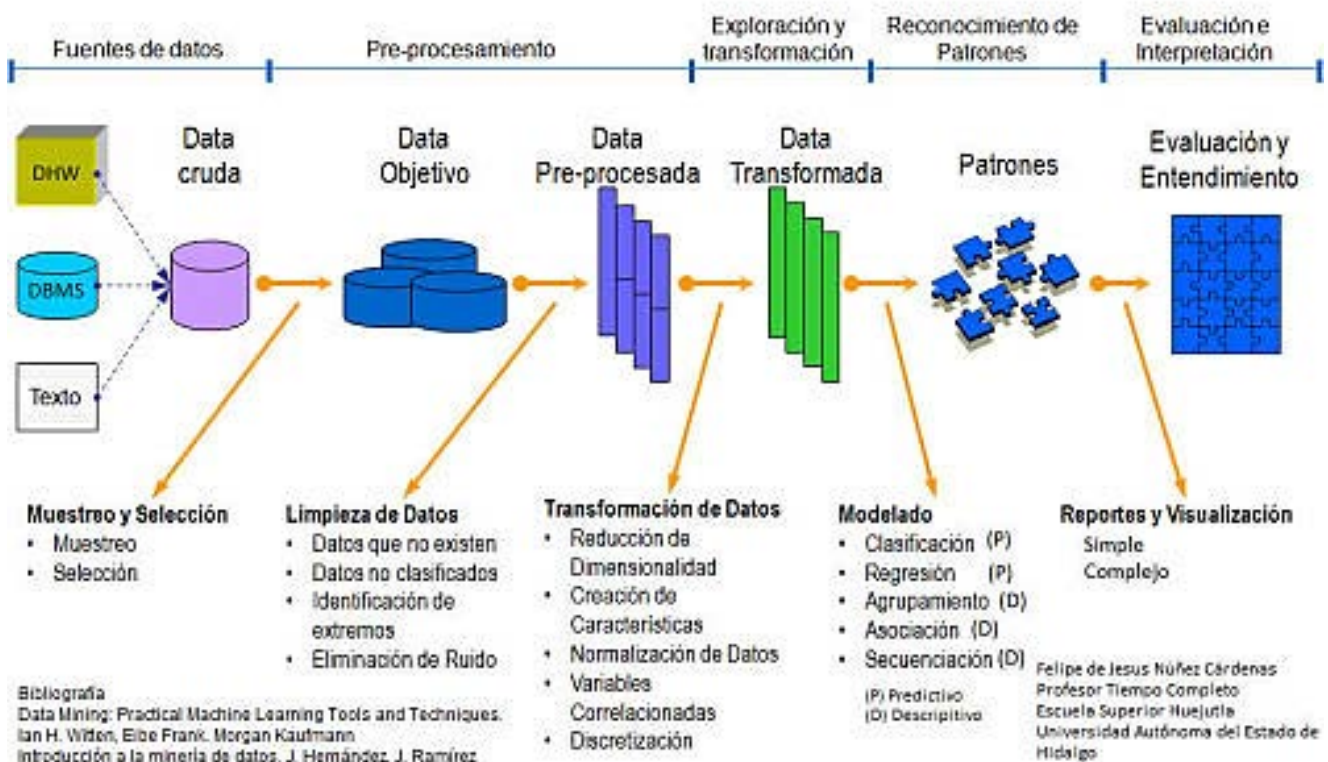 Fuentes de datos
Pre-procesamiento
Exploración y
transformación
Reconocimiento de
Patrones
Evaluación e
Interpretación
DHW
DBMS
Texto
Data
cruda
Data
Objetivo
Data
Pre-procesada
Data
Transformada
Patrones
Evaluación y
Entendimiento
Muestreo y Selección
• Muestreo
• Selección
Limpieza de Datos
• Datos que no existen
• Datos no clasificados
• Identificación de
extremos
• Eliminación de Ruido
Transformación de Datos
• Reducción de
Dimensionalidad
• Creación de
Características
• Normalización de Datos
• Variables
Correlacionadas
• Discretización
Modelado
• Clasificación (P)
• Regresión (P)
• Agrupamiento (D)
• Asociación (D)
• Secuenciación (D)
(P) Predictivo
(D) Descripitivo
Reportes y Visualización
Simple
Complejo
Bibliografia
Data Mining: Practical Machine Learning Tools and Techniques.
Ian H. Witten, Eibe Frank. Morgan Kaufmann
Introducción a la minería de datos. J. Hernández, J. Ramírez
Felipe de Jesus Núñez Cárdenas
Profesor Tiempo Completo
Escuela Superior Huejutla
Universidad Autónoma del Estado de
Hidalgo